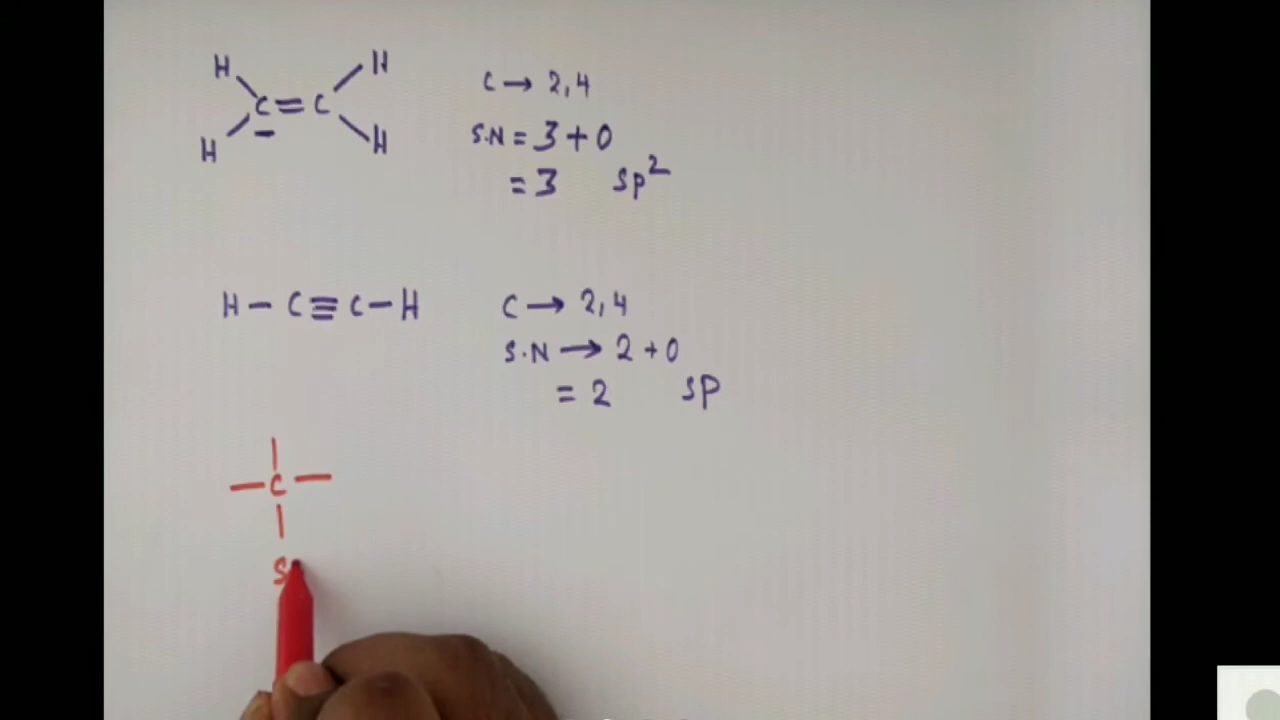 H H
C=C
H H
C → 2,4
S.N = 3+0
= 3 sp²
H-C≡C-H
C → 2,4
S.N → 2+0
= 2 sp
-C-
S